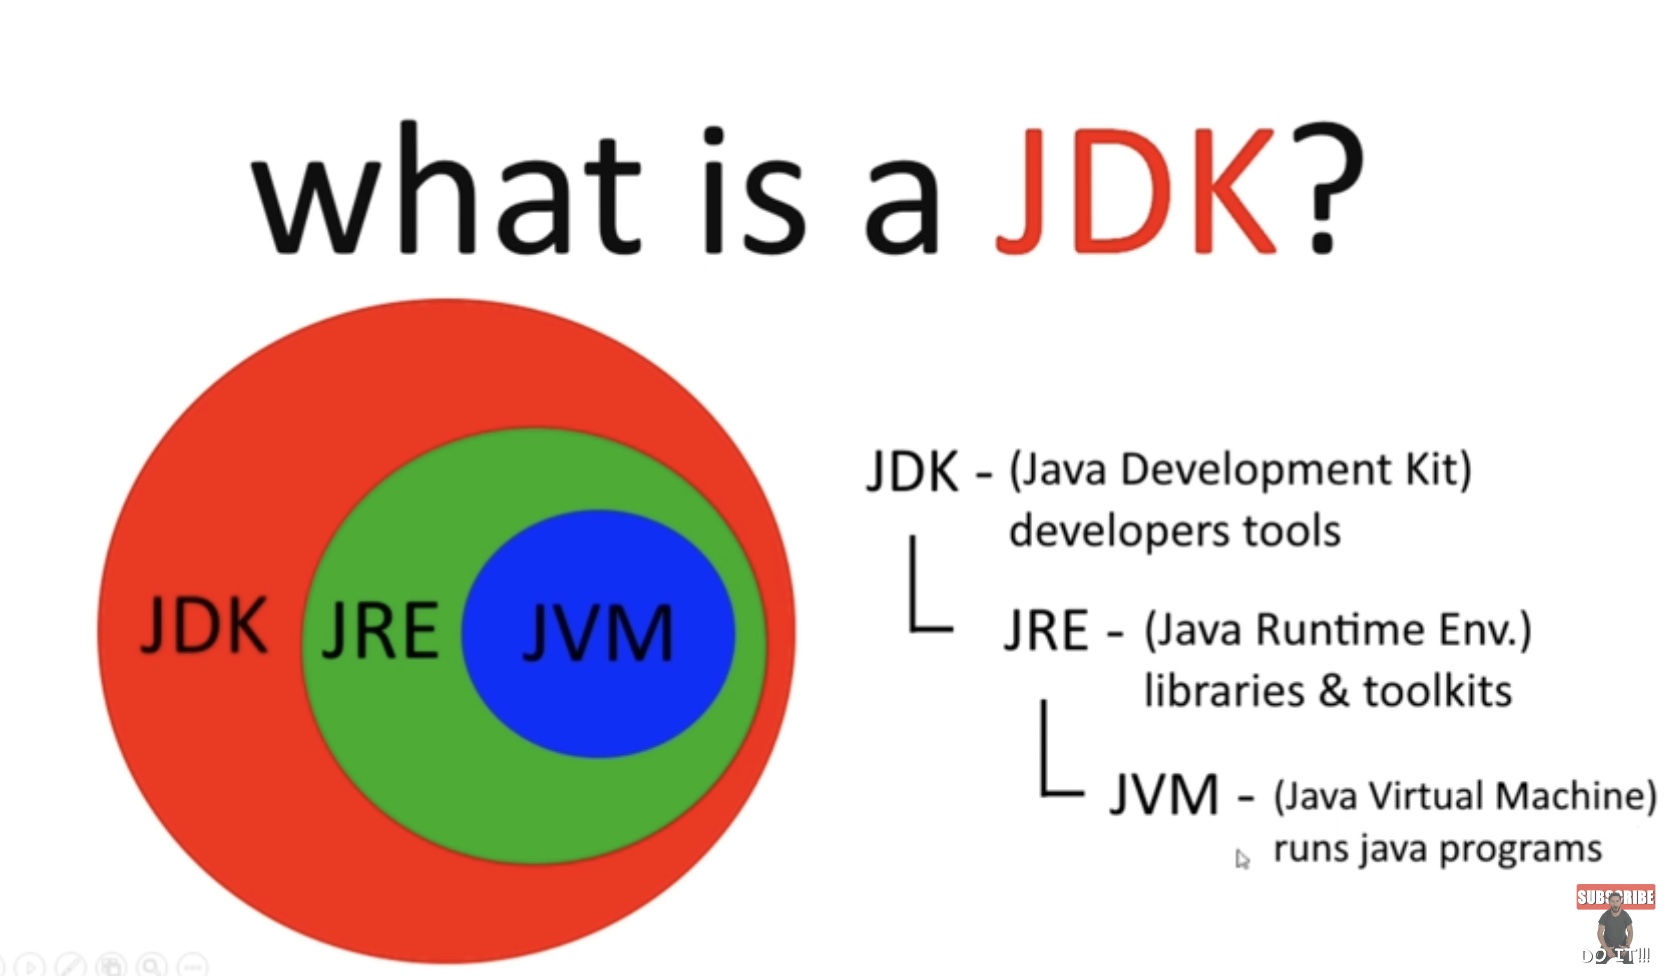 what is a JDK?
JDK
JRE
JVM
JDK - (Java Development Kit)
developers tools
JRE - (Java Runtime Env.)
libraries & toolkits
JVM - (Java Virtual Machine)
runs java programs
SUBSCRIBE
DO IT!!!